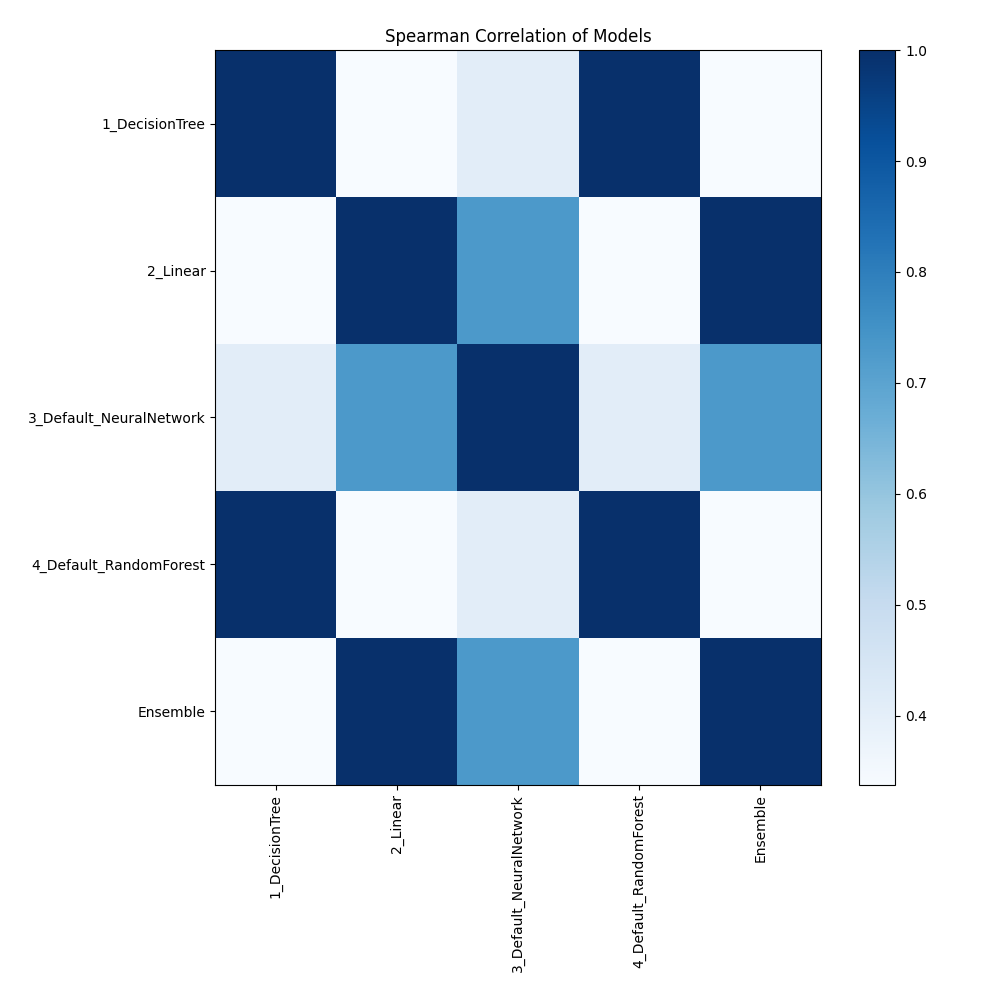 Spearman Correlation of Models
1_DecisionTree
2_Linear
3_Default_NeuralNetwork
4_Default_RandomForest
Ensemble
1_DecisionTree
2_Linear
3_Default_NeuralNetwork
4_Default_RandomForest
Ensemble
1.0
0.9
0.8
0.7
0.6
0.5
0.4